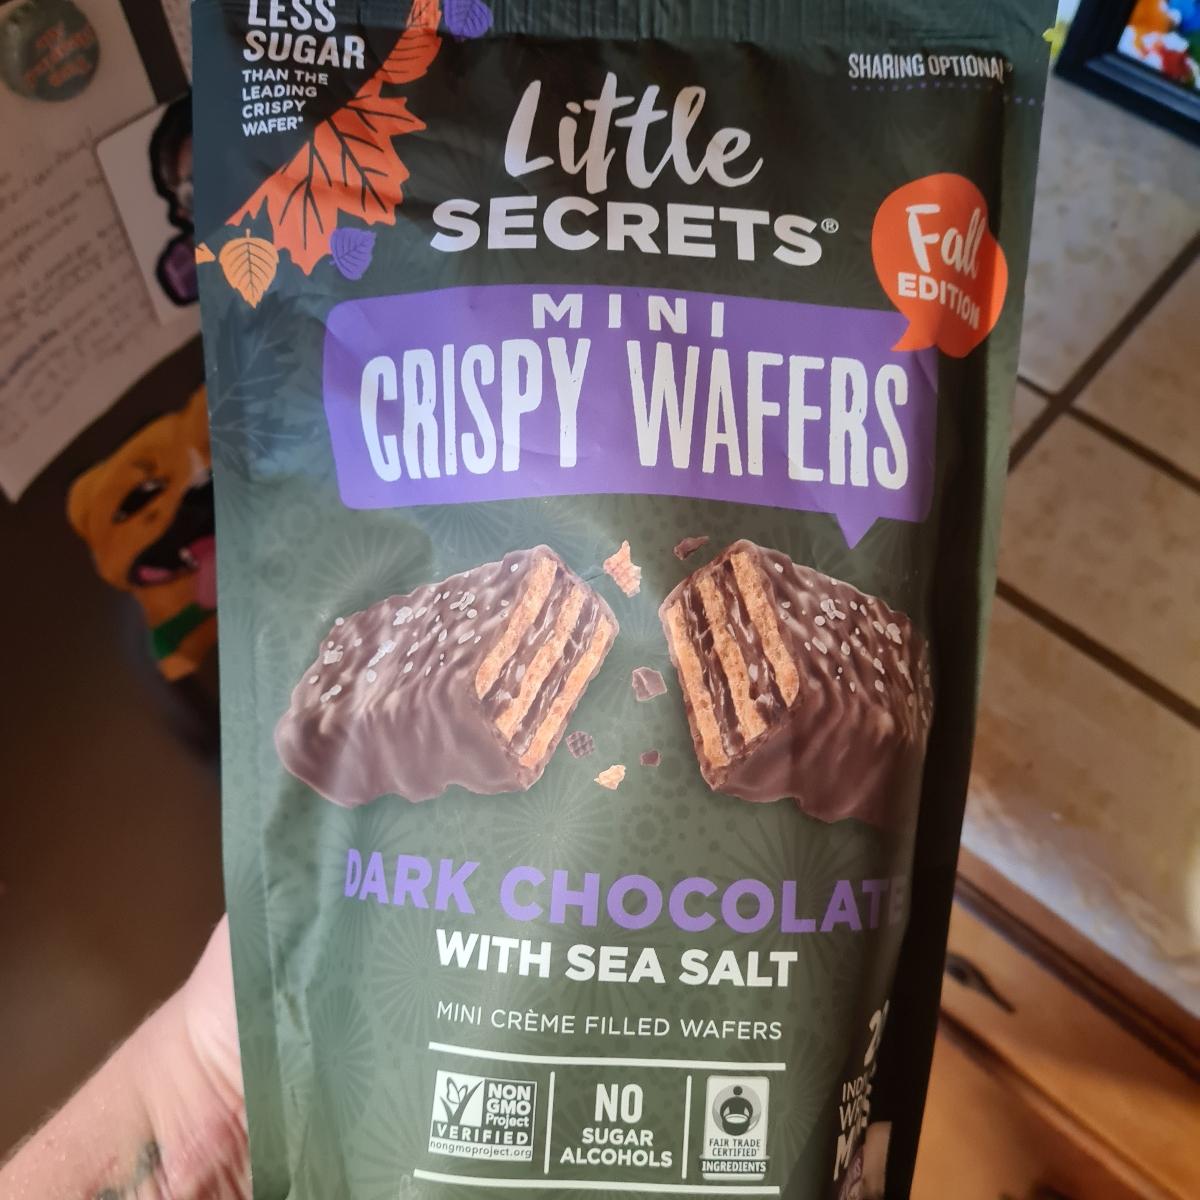 LESS
SUGAR
THAN THE
LEADING
CRISPY
WAFER*
SHARING OPTIONAL®
Little
SECRETS®
Fall
EDITION
MINI
CRISPY WAFERS
DARK CHOCOLATE
WITH SEA SALT
MINI CRÈME FILLED WAFERS
NON
GMO
Project
VERIFIED
nongmoproject.org
NO
SUGAR
ALCOHOLS
FAIR TRADE
CERTIFIED
INGREDIENTS